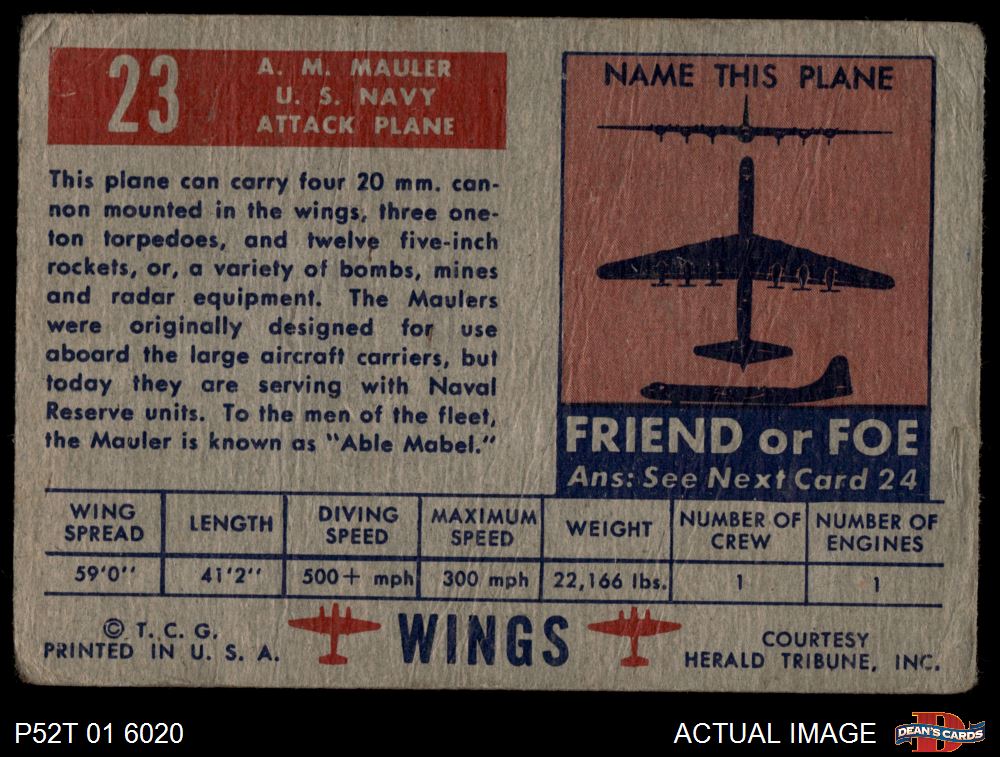 23
A. M. MAULER
U. S. NAVY
ATTACK PLANE
This plane can carry four 20 mm. can-
non mounted in the wings, three one-
ton torpedoes, and twelve five-inch
rockets, or, a variety of bombs, mines
and radar equipment. The Maulers
were originally designed for use
aboard the large aircraft carriers, but
today they are serving with Naval
Reserve units. To the men of the fleet,
the Mauler is known as "Able Mabel."
NAME THIS PLANE
FRIEND or FOE
Ans: See Next Card 24
WING SPREAD
LENGTH
DIVING SPEED
MAXIMUM SPEED
WEIGHT
NUMBER OF CREW
NUMBER OF ENGINES
59'0''
41'2''
500+ mph
300 mph
22,166 lbs.
1
1
© T. C. G.
PRINTED IN U. S. A.
WINGS
COURTESY
HERALD TRIBUNE, INC.
P52T 01 6020
ACTUAL IMAGE
D
DEAN'S CARDS